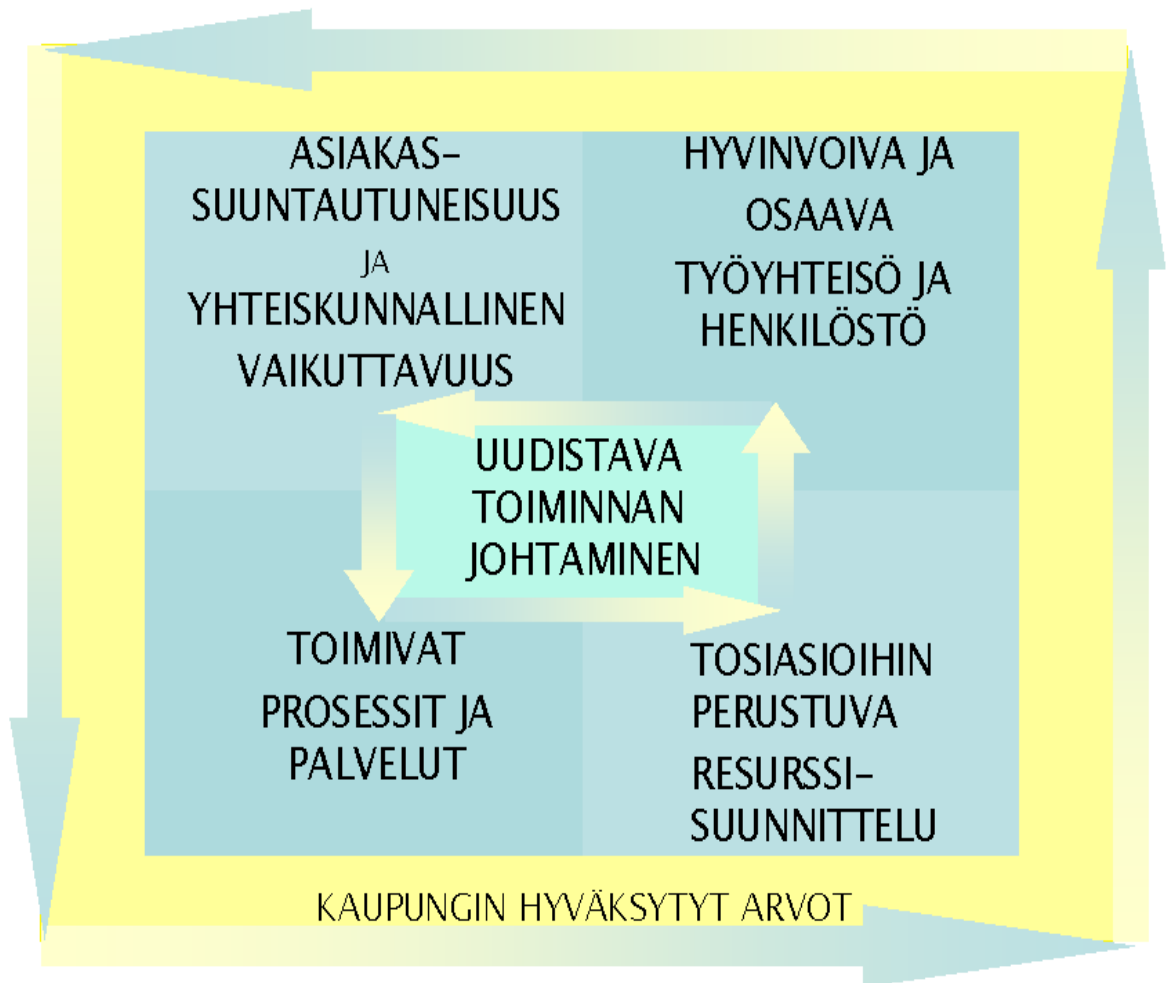 ASIAKAS–
SUUNTAUTUNEISUUS
JA
YHTEISKUNNALLINEN
VAIKUTTAVUUS
HYVINVOIVA JA
OSAAVA
TYÖYHTEISÖ JA
HENKILÖSTÖ
UUDISTAVA
TOIMINNAN
JOHTAMINEN
TOIMIVAT
PROSESSIT JA
PALVELUT
TOSIASIOIHIN
PERUSTUVA
RESURSSI–
SUUNNITTELU
KAUPUNGIN HYVÄKSYTYT ARVOT